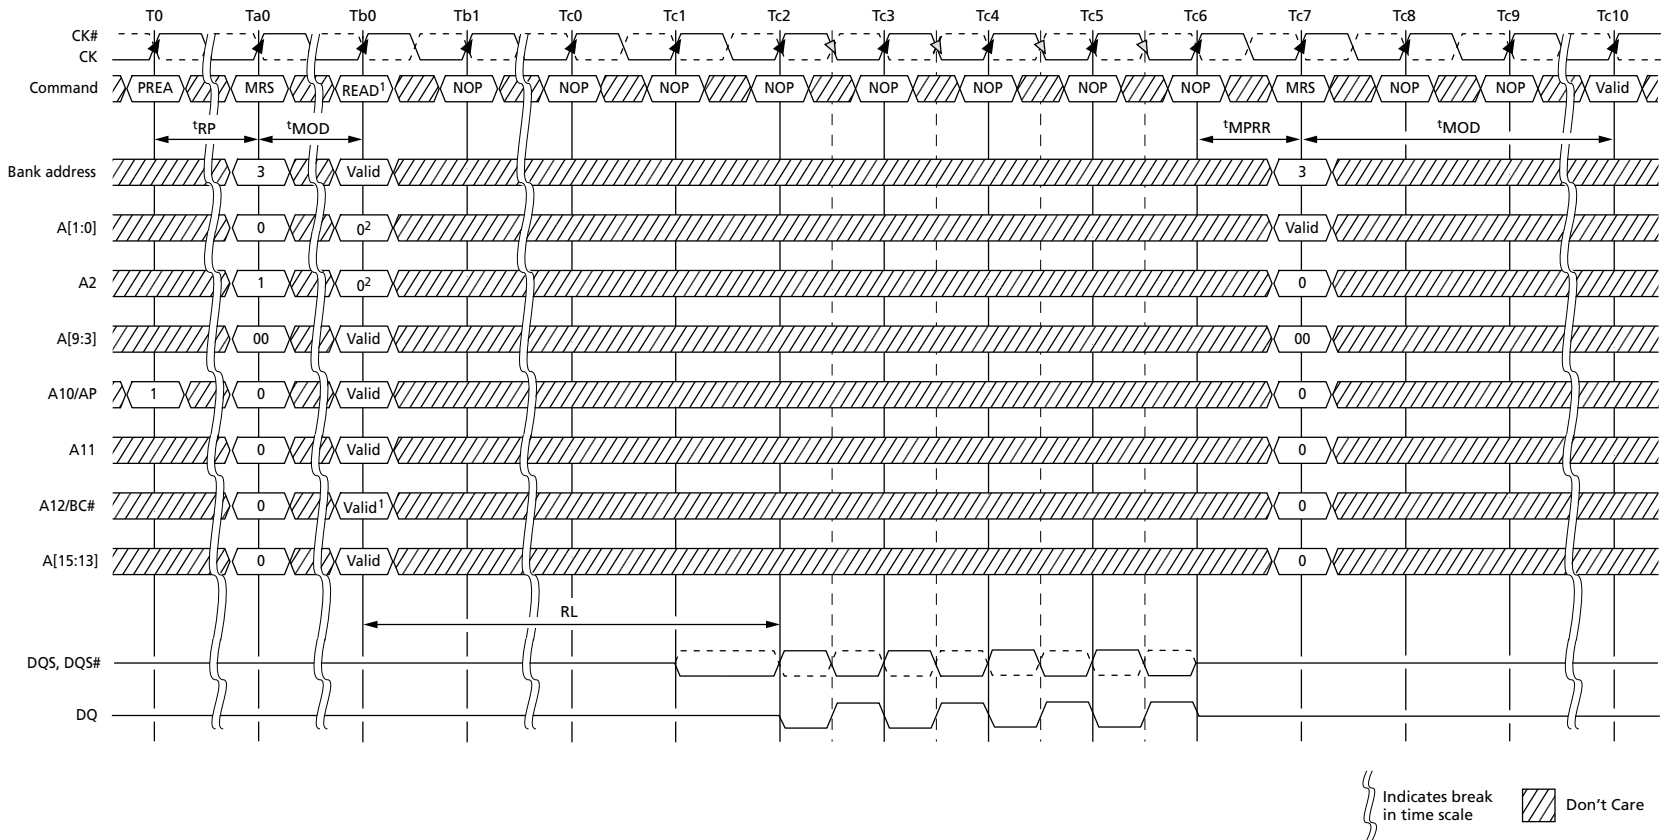 T0 Ta0 Tb0 Tb1 Tc0 Tc1 Tc2 Tc3 Tc4 Tc5 Tc6 Tc7 Tc8 Tc9 Tc10
CK#
CK
Command PREA MRS READ¹ NOP NOP NOP NOP NOP NOP NOP NOP MRS NOP NOP Valid
tRP tMOD tMPRR tMOD
Bank address 3 Valid 3
A[1:0] 0 0² Valid
A2 1 0² 0
A[9:3] 00 Valid 00
A10/AP 1 0 Valid 0
A11 0 Valid 0
A12/BC# 0 Valid¹ 0
A[15:13] 0 Valid 0
RL
DQS, DQS#
DQ
Indicates break
in time scale
Don't Care